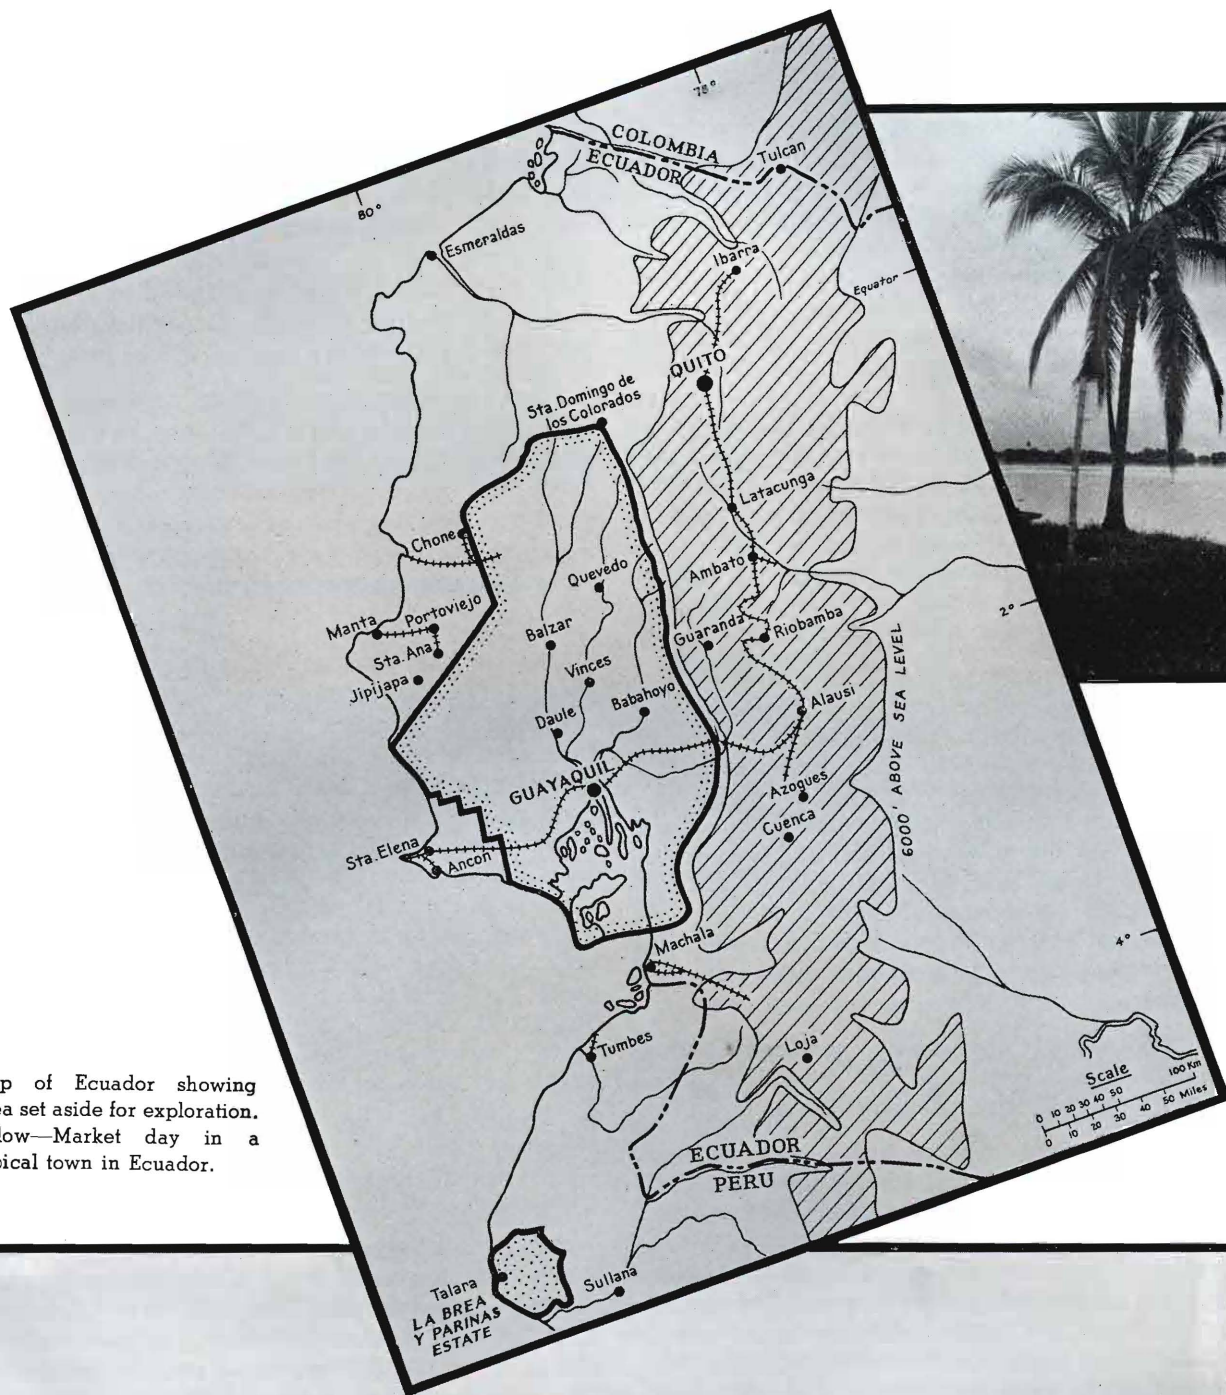 78°
COLOMBIA
ECUADOR
Tulcan
80°
Esmeraldas
Ibarra
Equator
QUITO
Sta. Domingo de
los Colorados
Latacunga
Chone
Quevedo
Ambato
2°
Manta
Portoviejo
Balzar
Guaranda
Riobamba
Sta. Ana
Jipijapa
Vinces
Babahoyo
6000' ABOVE SEA LEVEL
Daule
Alausi
GUAYAQUIL
Azogues
Cuenca
Sta. Elena
Ancon
Machala
4°
Tumbes
Loja
Scale
100 Km
0 10 20 30 40 50
0 10 20 30 40 50 Miles
of Ecuador showing
set aside for exploration.
Market day in a
town in Ecuador.
ECUADOR
PERU
Talara
LA BREA
Y PARINAS
ESTATE
Sullana